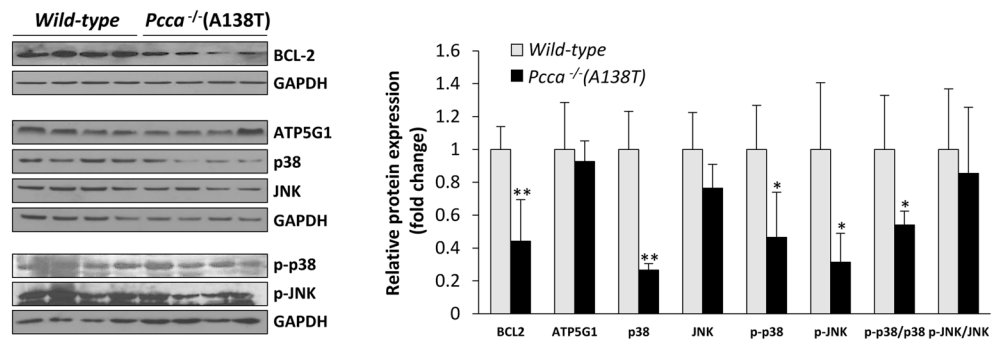 Wild-type Pcca -/-(A138T)
BCL-2
GAPDH
ATP5G1
p38
JNK
GAPDH
p-p38
p-JNK
GAPDH
Relative protein expression
(fold change)
1.6
1.4
1.2
1
0.8
0.6
0.4
0.2
0
Wild-type
Pcca -/-(A138T)
**
**
*
*
*
BCL2 ATP5G1 p38 JNK p-p38 p-JNK p-p38/p38 p-JNK/JNK